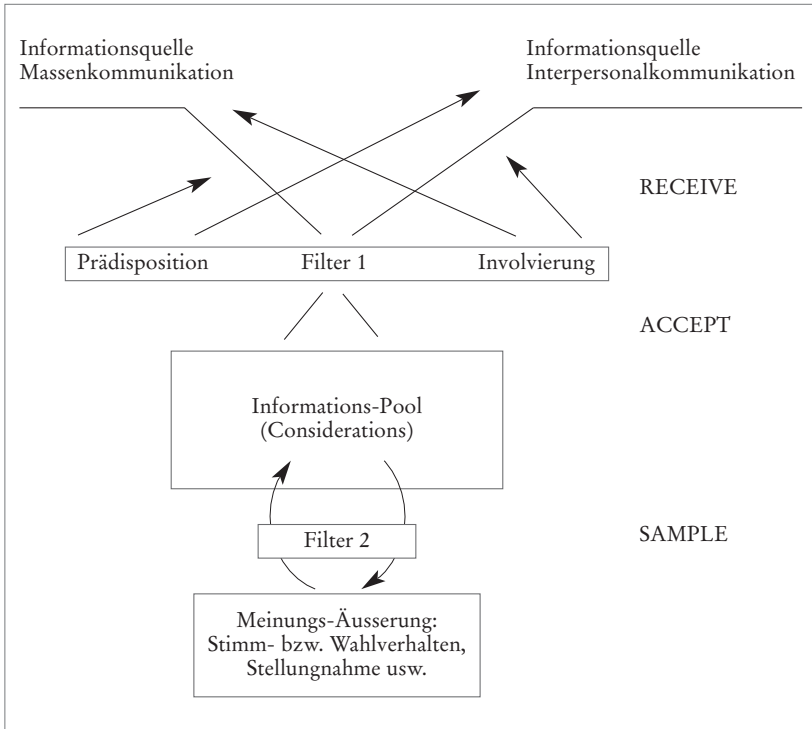 Informationsquelle
Massenkommunikation
Informationsquelle
Interpersonalkommunikation
RECEIVE
Prädisposition
Filter 1
Involvierung
ACCEPT
Informations-Pool
(Considerations)
Filter 2
SAMPLE
Meinungs-Äusserung:
Stimm- bzw. Wahlverhalten,
Stellungnahme usw.